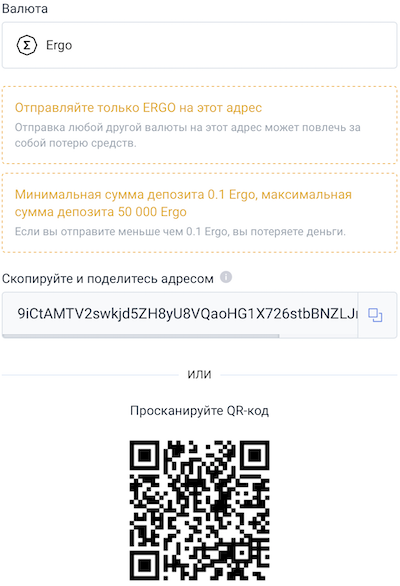 Валюта
Ergo
Отправляйте только ERGO на этот адрес
Отправка любой другой валюты на этот адрес может повлечь за
собой потерю средств.
Минимальная сумма депозита 0.1 Ergo, максимальная
сумма депозита 50 000 Ergo
Если вы отправите меньше чем 0.1 Ergo, вы потеряете деньги.
Скопируйте и поделитесь адресом
9iCtAMTV2swkjd5ZH8yU8VQaoHG1X726stbBNZLJ
ИЛИ
Просканируйте QR-код